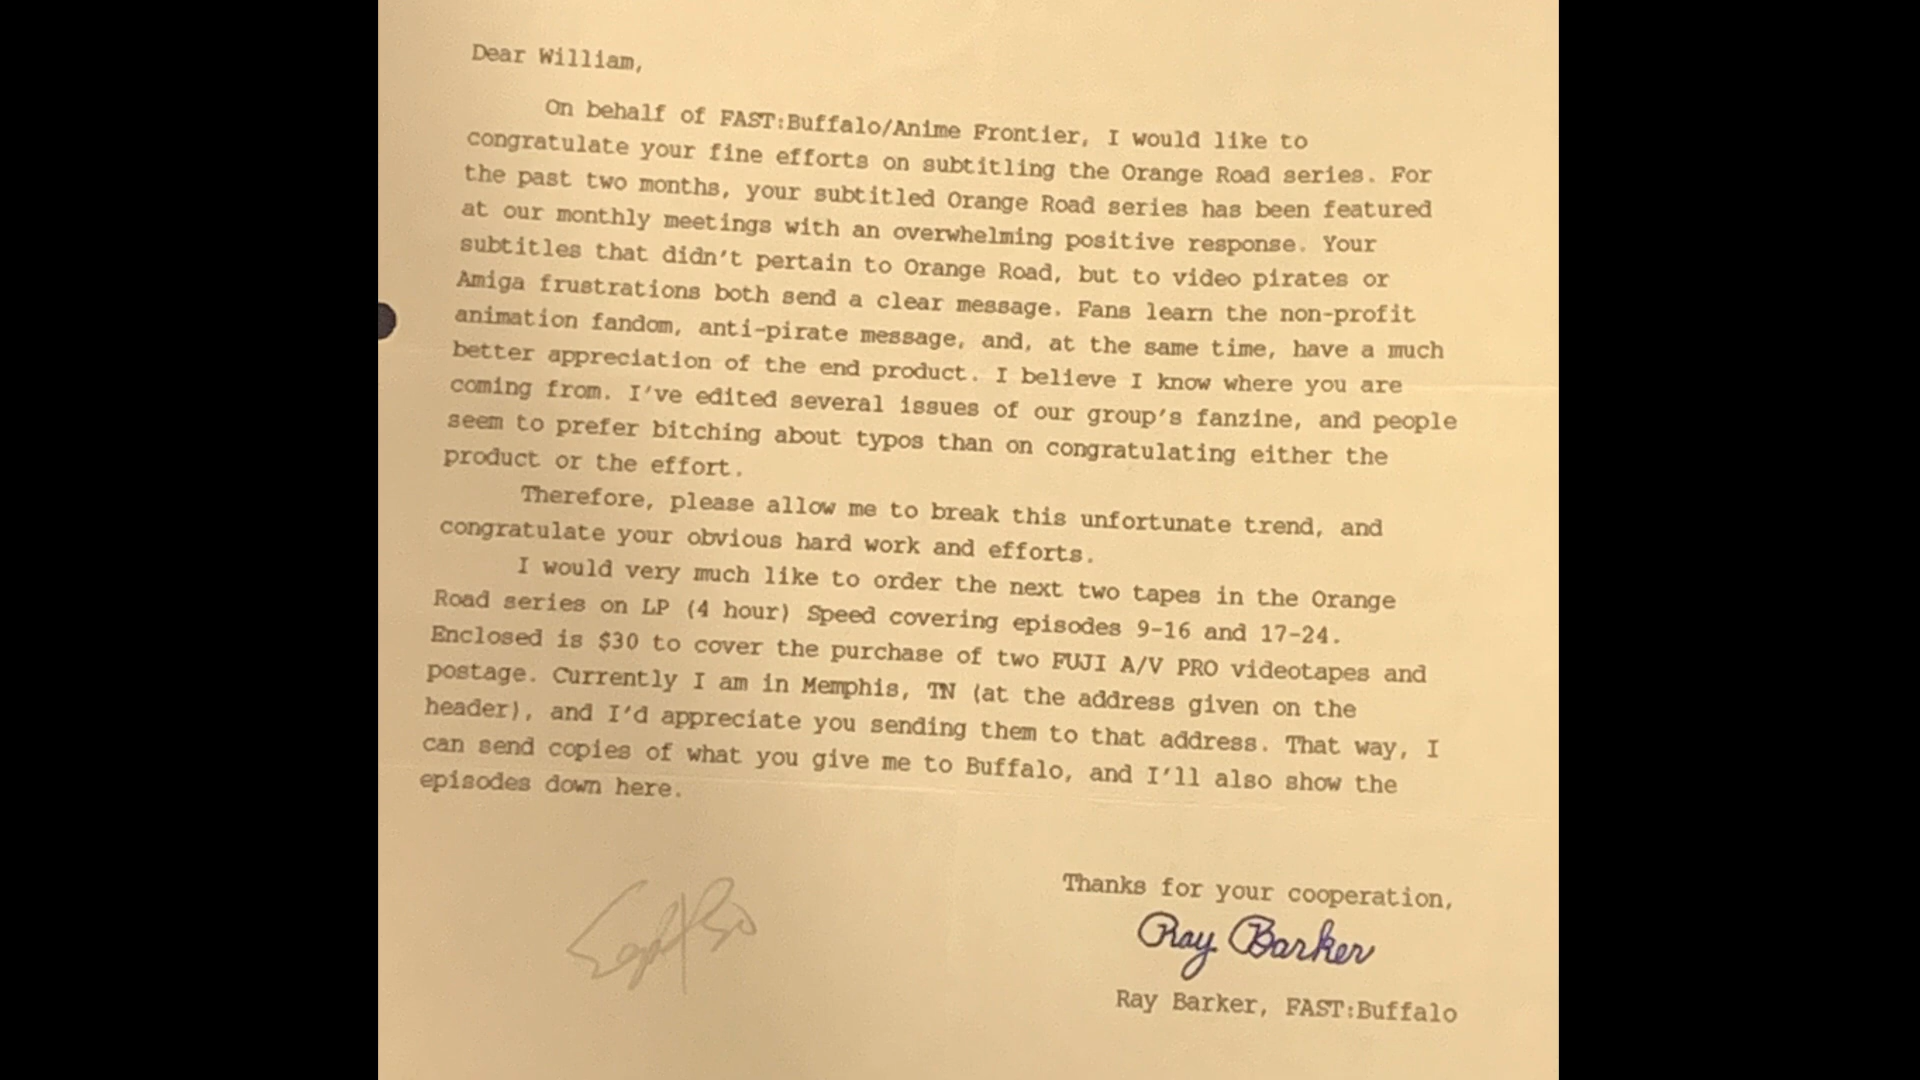 Dear William,
On behalf of FAST:Buffalo/Anime Frontier, I would like to
congratulate your fine efforts on subtitling the Orange Road series. For
the past two months, your subtitled Orange Road series has been featured
at our monthly meetings with an overwhelming positive response. Your
subtitles that didn't pertain to Orange Road, but to video pirates or
Amiga frustrations both send a clear message. Fans learn the non-profit
animation fandom, anti-pirate message, and, at the same time, have a much
better appreciation of the end product. I believe I know where you are
coming from. I've edited several issues of our group's fanzine, and people
seem to prefer bitching about typos than on congratulating either the
product or the effort.
Therefore, please allow me to break this unfortunate trend, and
congratulate your obvious hard work and efforts.
I would very much like to order the next two tapes in the Orange
Road series on LP (4 hour) Speed covering episodes 9-16 and 17-24.
Enclosed is $30 to cover the purchase of two FUJI A/V PRO videotapes and
postage. Currently I am in Memphis, TN (at the address given on the
header), and I'd appreciate you sending them to that address. That way, I
can send copies of what you give me to Buffalo, and I'll also show the
episodes down here.
Thanks for your cooperation,
Ray Barker
Ray Barker, FAST:Buffalo